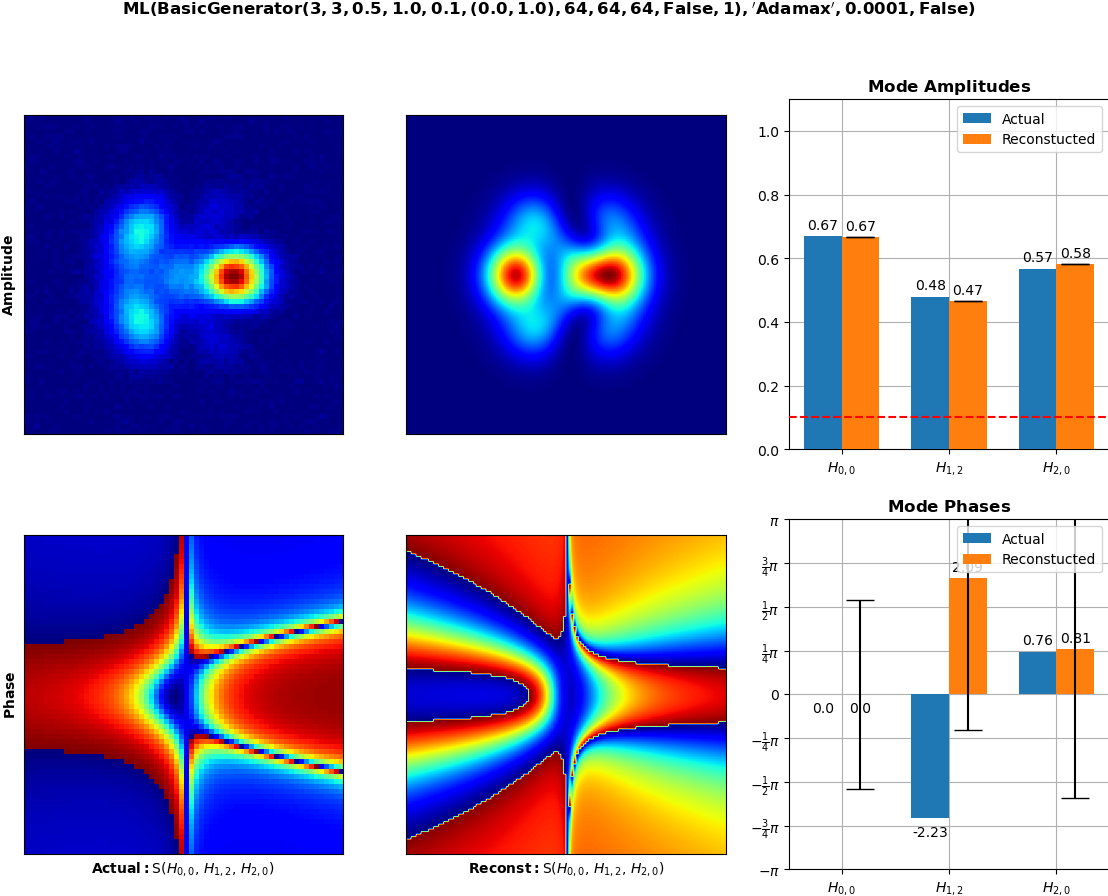 ML(BasicGenerator(3, 3, 0.5, 1.0, 0.1, (0.0, 1.0), 64, 64, 64, False, 1), ′Adamax′, 0.0001, False)
Amplitude
Mode Amplitudes
Actual
Reconstucted
1.0
0.8
0.6
0.4
0.2
0.0
0.67 0.67
0.48 0.47
0.57 0.58
H0,0
H1,2
H2,0
Phase
Mode Phases
Actual
Reconstucted
π
3/4π
1/2π
1/4π
0
−1/4π
−1/2π
−3/4π
−π
0.0 0.0
-2.23
0.76 0.81
H0,0
H1,2
H2,0
Actual: S(H0,0, H1,2, H2,0)
Reconst: S(H0,0, H1,2, H2,0)